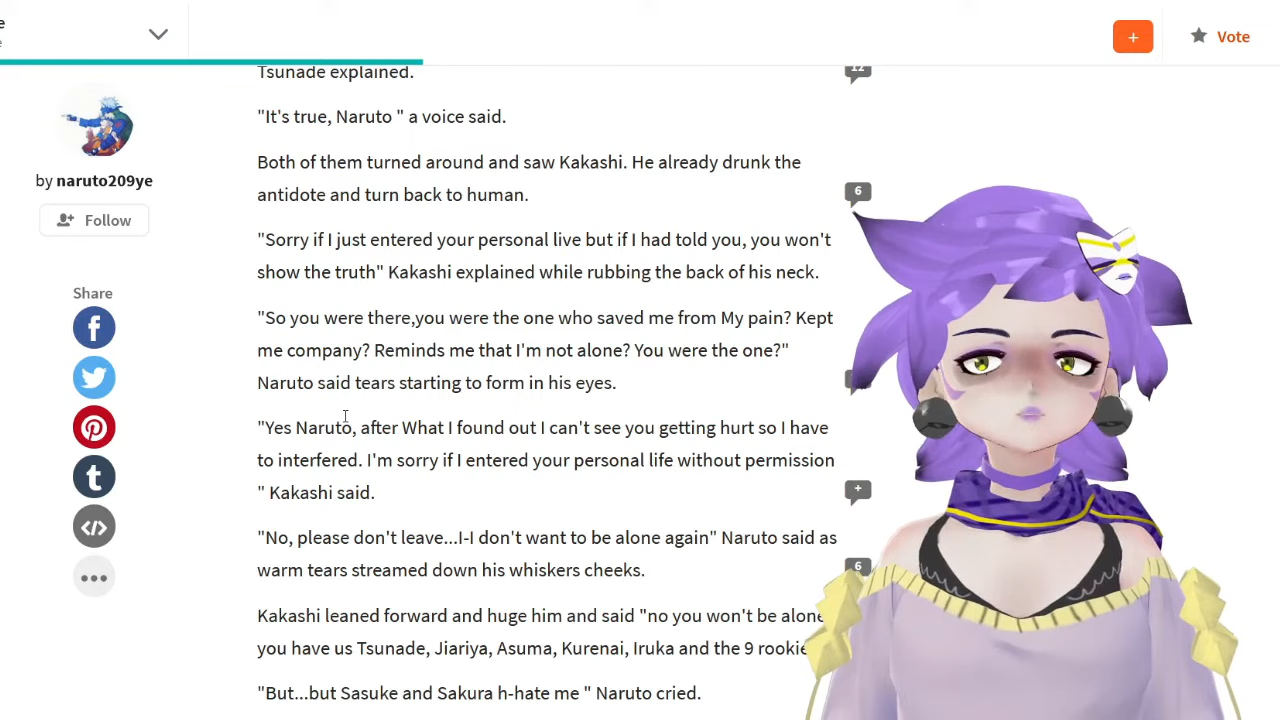 e
+
Vote
Tsunade explained.
12
"It's true, Naruto " a voice said.
by naruto209ye
Follow
Both of them turned around and saw Kakashi. He already drunk the
6
antidote and turn back to human.
"Sorry if I just entered your personal live but if I had told you, you won't
show the truth" Kakashi explained while rubbing the back of his neck.
Share
"So you were there,you were the one who saved me from My pain? Kept
me company? Reminds me that I'm not alone? You were the one?"
Naruto said tears starting to form in his eyes.
"Yes Naruto, after What I found out I can't see you getting hurt so I have
to interfered. I'm sorry if I entered your personal life without permission
" Kakashi said.
+
"No, please don't leave...I-I don't want to be alone again" Naruto said as
6
warm tears streamed down his whiskers cheeks.
Kakashi leaned forward and huge him and said "no you won't be alone
you have us Tsunade, Jiariya, Asuma, Kurenai, Iruka and the 9 rookie
"But...but Sasuke and Sakura h-hate me " Naruto cried.